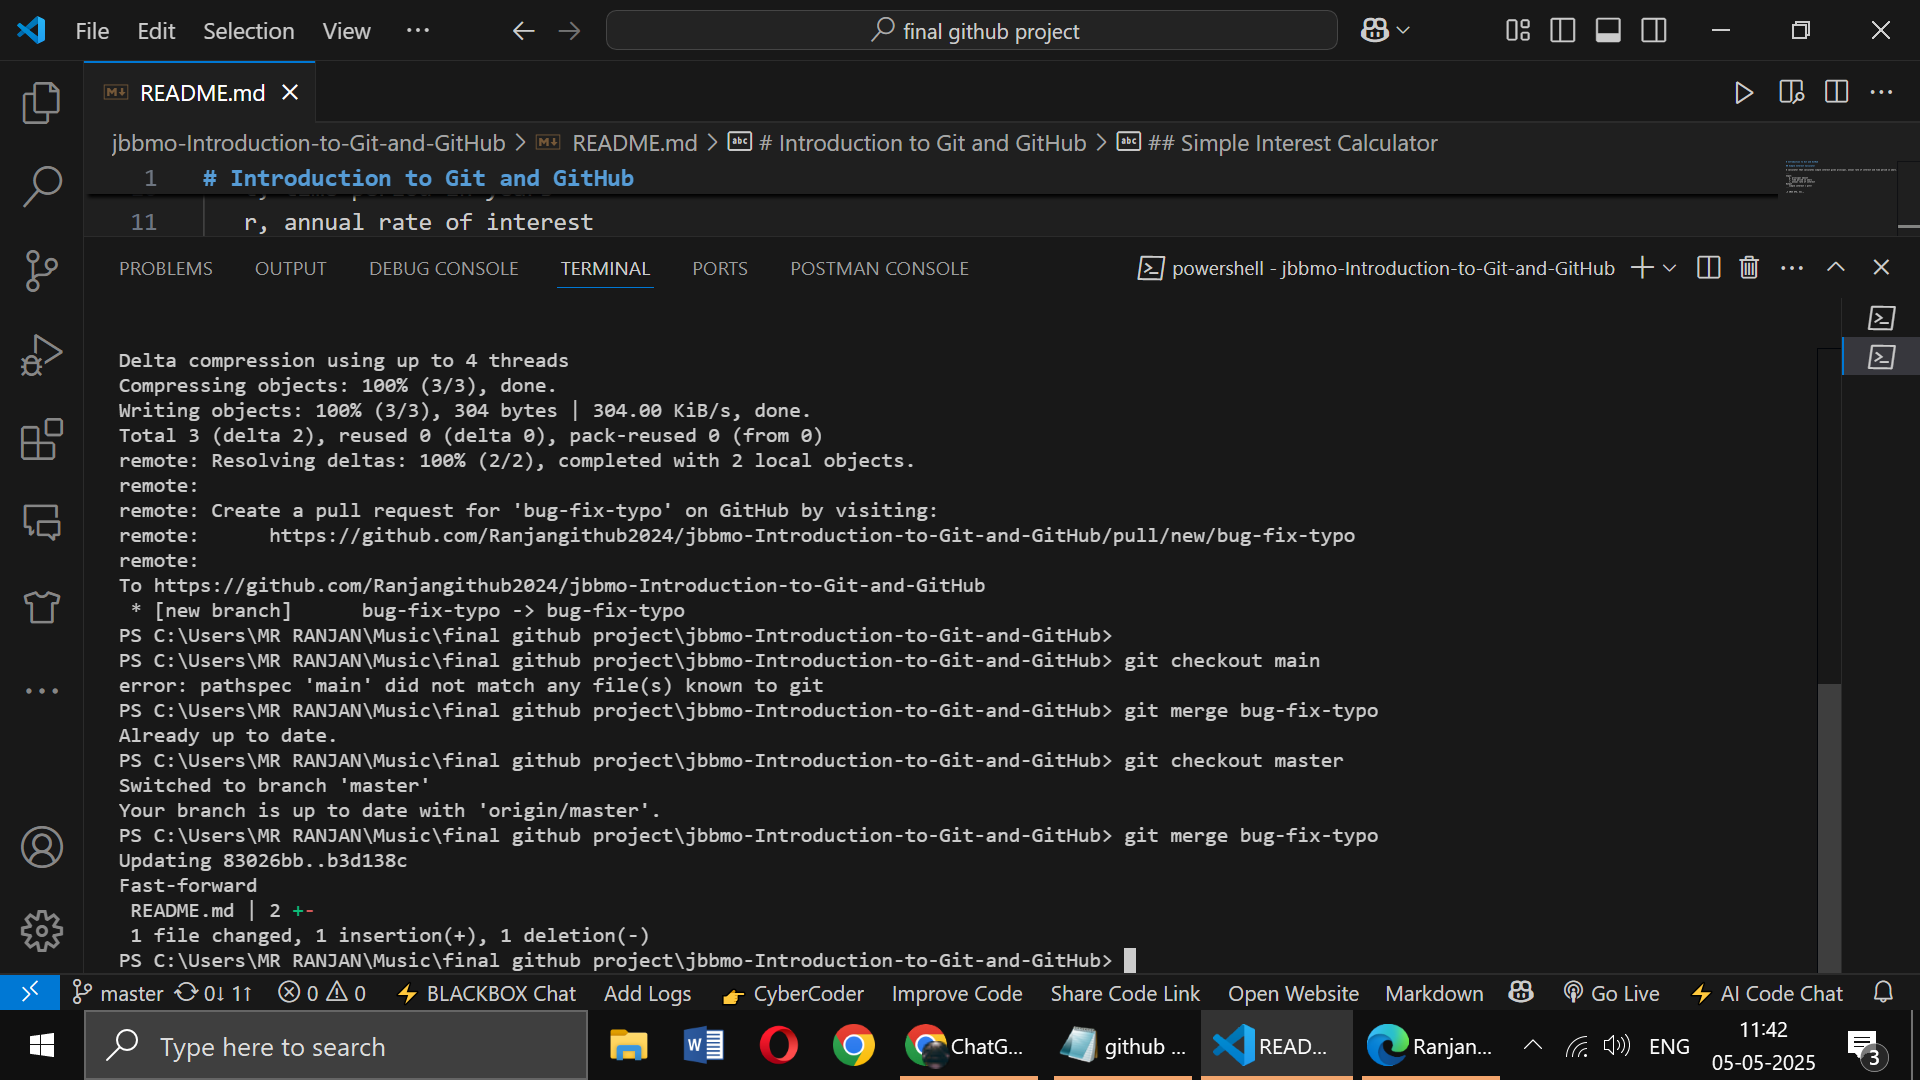 File Edit Selection View ··· final github project
README.md
jbbmo-Introduction-to-Git-and-GitHub > README.md > # Introduction to Git and GitHub > ## Simple Interest Calculator
1 # Introduction to Git and GitHub
11 r, annual rate of interest
PROBLEMS OUTPUT DEBUG CONSOLE TERMINAL PORTS POSTMAN CONSOLE powershell - jbbmo-Introduction-to-Git-and-GitHub
Delta compression using up to 4 threads
Compressing objects: 100% (3/3), done.
Writing objects: 100% (3/3), 304 bytes | 304.00 KiB/s, done.
Total 3 (delta 2), reused 0 (delta 0), pack-reused 0 (from 0)
remote: Resolving deltas: 100% (2/2), completed with 2 local objects.
remote:
remote: Create a pull request for 'bug-fix-typo' on GitHub by visiting:
remote:      https://github.com/Ranjangithub2024/jbbmo-Introduction-to-Git-and-GitHub/pull/new/bug-fix-typo
remote:
To https://github.com/Ranjangithub2024/jbbmo-Introduction-to-Git-and-GitHub
 * [new branch]      bug-fix-typo -> bug-fix-typo
PS C:\Users\MR RANJAN\Music\final github project\jbbmo-Introduction-to-Git-and-GitHub>
PS C:\Users\MR RANJAN\Music\final github project\jbbmo-Introduction-to-Git-and-GitHub> git checkout main
error: pathspec 'main' did not match any file(s) known to git
PS C:\Users\MR RANJAN\Music\final github project\jbbmo-Introduction-to-Git-and-GitHub> git merge bug-fix-typo
Already up to date.
PS C:\Users\MR RANJAN\Music\final github project\jbbmo-Introduction-to-Git-and-GitHub> git checkout master
Switched to branch 'master'
Your branch is up to date with 'origin/master'.
PS C:\Users\MR RANJAN\Music\final github project\jbbmo-Introduction-to-Git-and-GitHub> git merge bug-fix-typo
Updating 83026bb..b3d138c
Fast-forward
 README.md | 2 +-
 1 file changed, 1 insertion(+), 1 deletion(-)
PS C:\Users\MR RANJAN\Music\final github project\jbbmo-Introduction-to-Git-and-GitHub>
master 0↓ 1↑ 0 0 BLACKBOX Chat Add Logs CyberCoder Improve Code Share Code Link Open Website Markdown Go Live AI Code Chat
Type here to search ChatG... github ... READ... Ranjan... ENG 11:42
05-05-2025 3